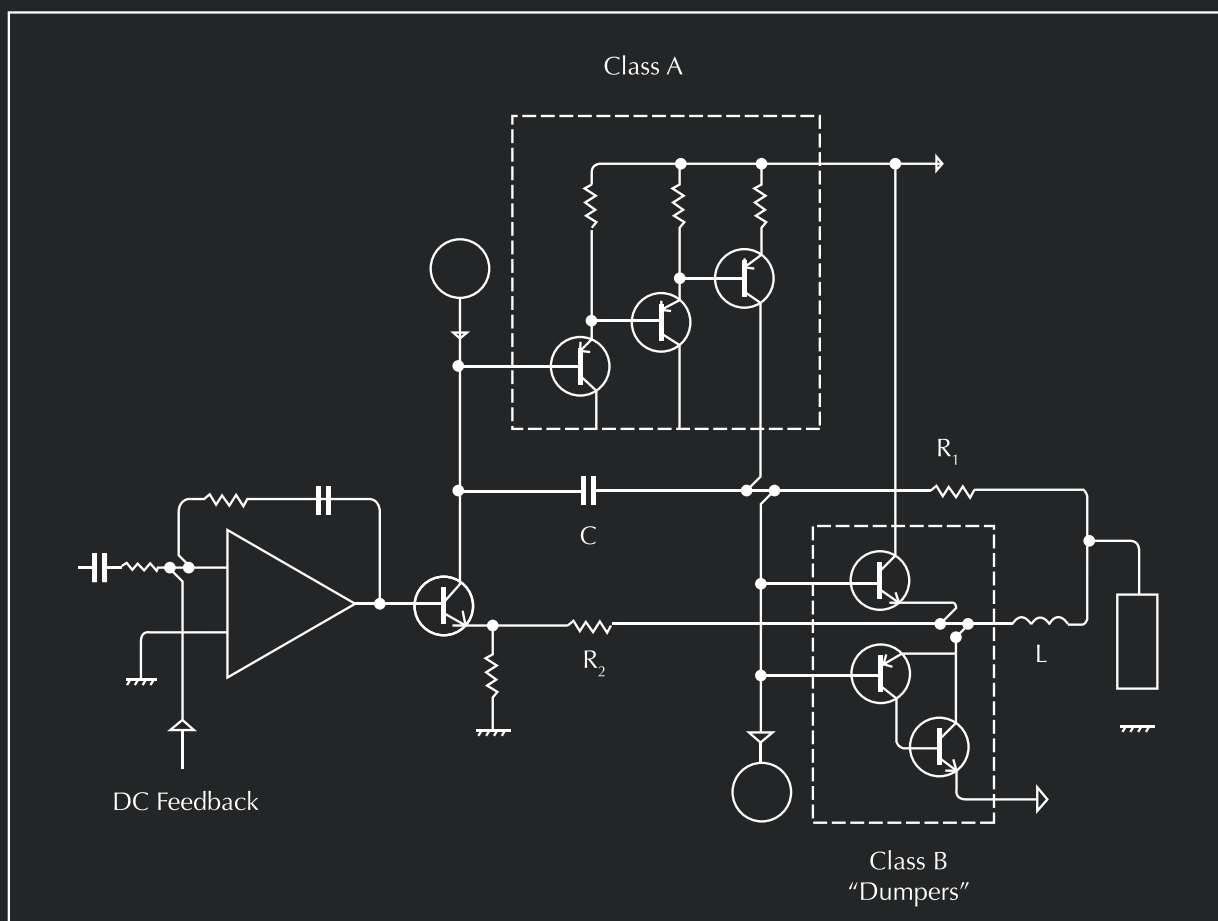 Class A
R1
C
R2
L
DC Feedback
Class B
“Dumpers”